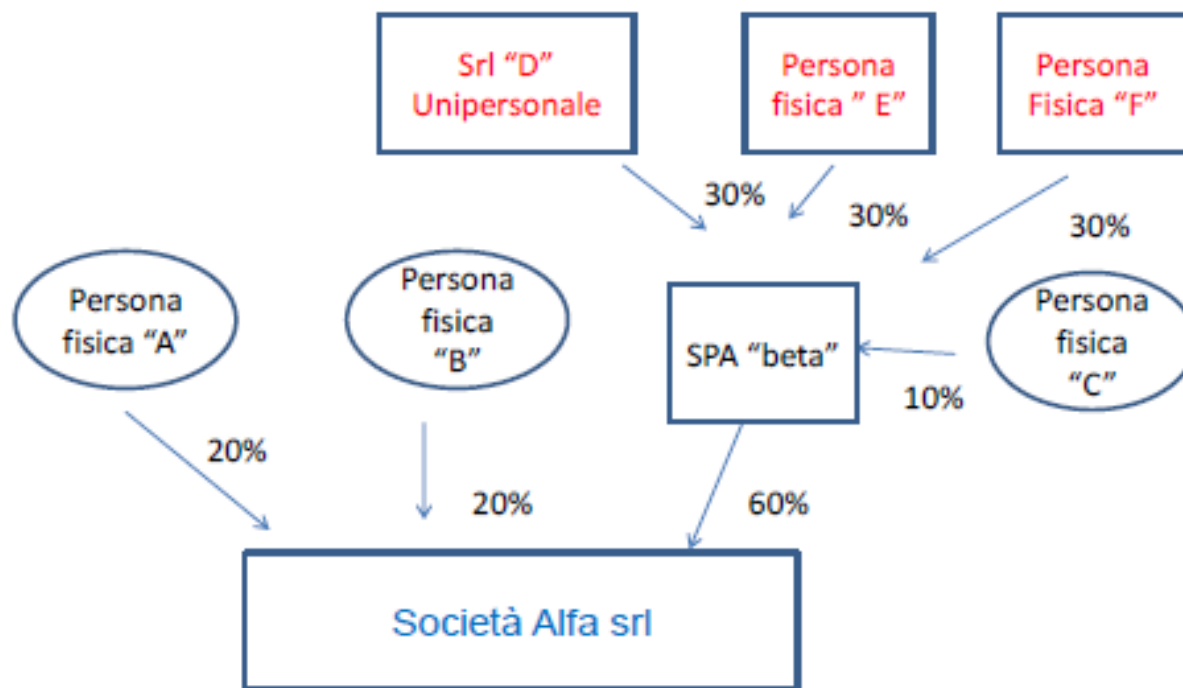 Srl “D”
Unipersonale
Persona
fisica ” E”
Persona
Fisica “F”
30%
30%
30%
Persona
fisica “A”
Persona
fisica
“B”
SPA “beta”
Persona
fisica
“C”
10%
20%
20%
60%
Società Alfa srl